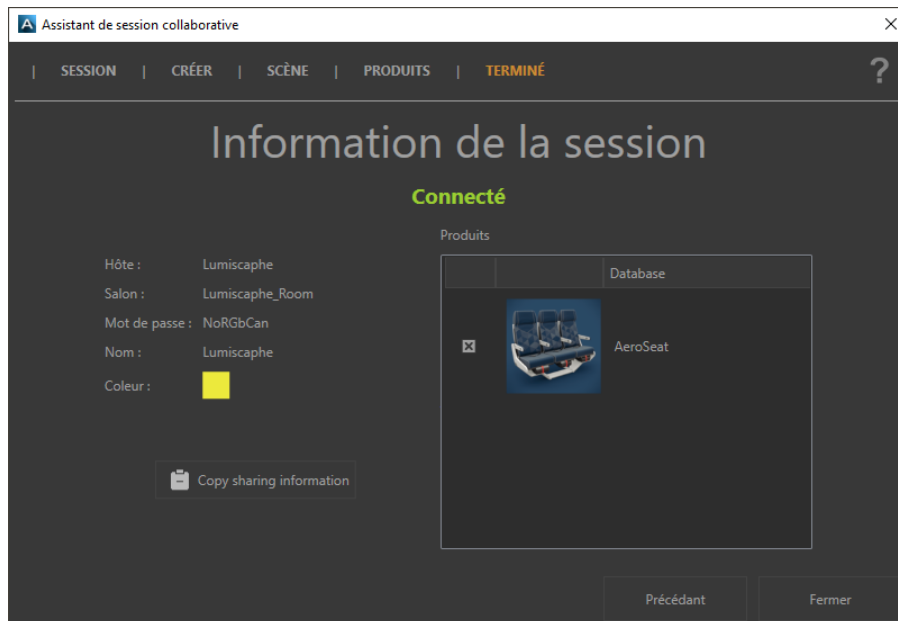 Assistant de session collaborative
| SESSION | CRÉER | SCÈNE | PRODUITS | TERMINÉ ?
Information de la session
Connecté
Produits
Hôte : Lumiscaphe
Salon : Lumiscaphe_Room
Mot de passe : NoRGbCan
Nom : Lumiscaphe
Coleur :
Database
AeroSeat
Copy sharing information
Précédant
Fermer